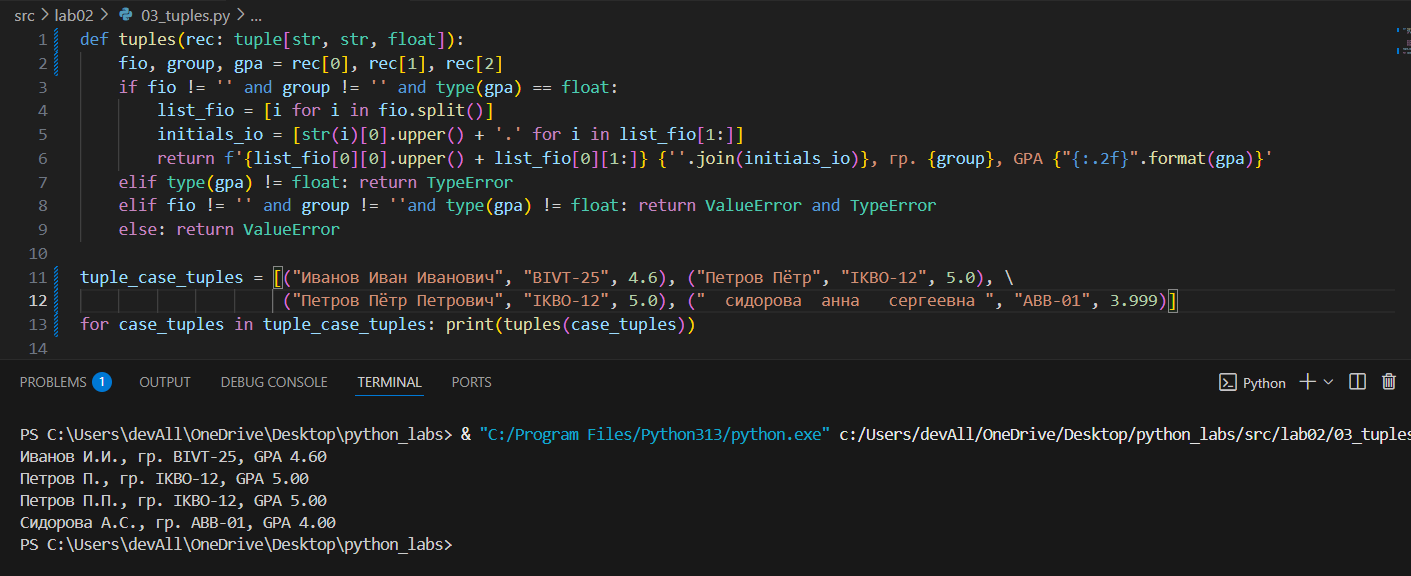 src > lab02 > 03_tuples.py > ...
1 def tuples(rec: tuple[str, str, float]):
2     fio, group, gpa = rec[0], rec[1], rec[2]
3     if fio != '' and group != '' and type(gpa) == float:
4         list_fio = [i for i in fio.split()]
5         initials_io = [str(i)[0].upper() + '.' for i in list_fio[1:]]
6         return f'{list_fio[0][0].upper() + list_fio[0][1:]} {''.join(initials_io)}, гр. {group}, GPA {"{:.2f}".format(gpa)}'
7     elif type(gpa) != float: return TypeError
8     elif fio != '' and group != ''and type(gpa) != float: return ValueError and TypeError
9     else: return ValueError
10
11 tuple_case_tuples = [("Иванов Иван Иванович", "BIVT-25", 4.6), ("Петров Пётр", "IKBO-12", 5.0), \
12                     ("Петров Пётр Петрович", "IKBO-12", 5.0), ("  сидорова  анна   сергеевна ", "ABB-01", 3.999)]
13 for case_tuples in tuple_case_tuples: print(tuples(case_tuples))
14
PROBLEMS 1 OUTPUT DEBUG CONSOLE TERMINAL PORTS Python
PS C:\Users\devAll\OneDrive\Desktop\python_labs> & "C:/Program Files/Python313/python.exe" c:/Users/devAll/OneDrive/Desktop/python_labs/src/lab02/03_tuples
Иванов И.И., гр. BIVT-25, GPA 4.60
Петров П., гр. IKBO-12, GPA 5.00
Петров П.П., гр. IKBO-12, GPA 5.00
Сидорова А.С., гр. ABB-01, GPA 4.00
PS C:\Users\devAll\OneDrive\Desktop\python_labs>